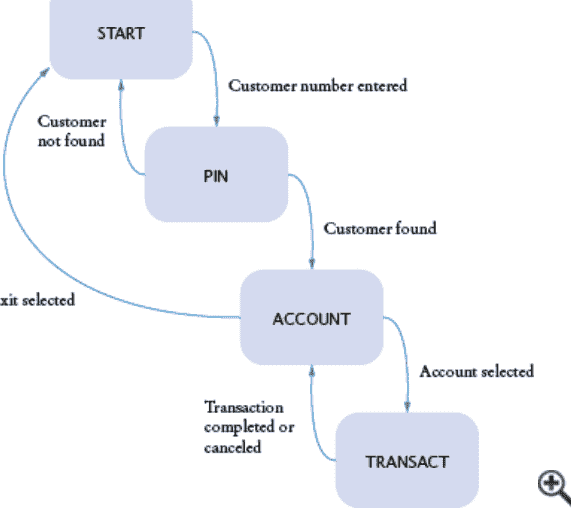 START
Customer number entered
Customer
not found
PIN
Customer found
xit selected
ACCOUNT
Account selected
Transaction
completed or
canceled
TRANSACT